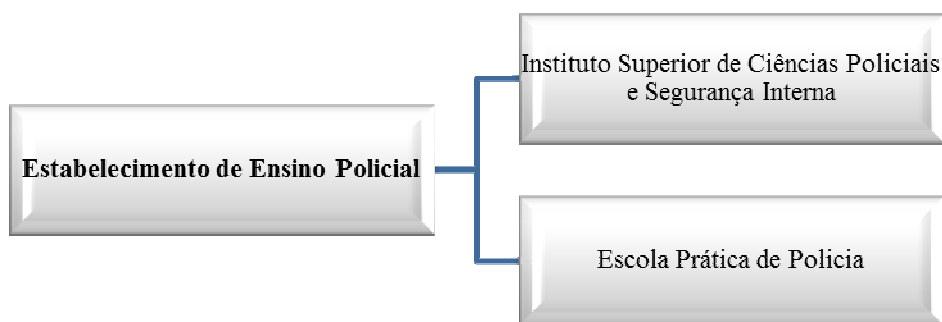 Estabelecimento de Ensino Policial
Instituto Superior de Ciências Policiais
e Segurança Interna
Escola Prática de Policia